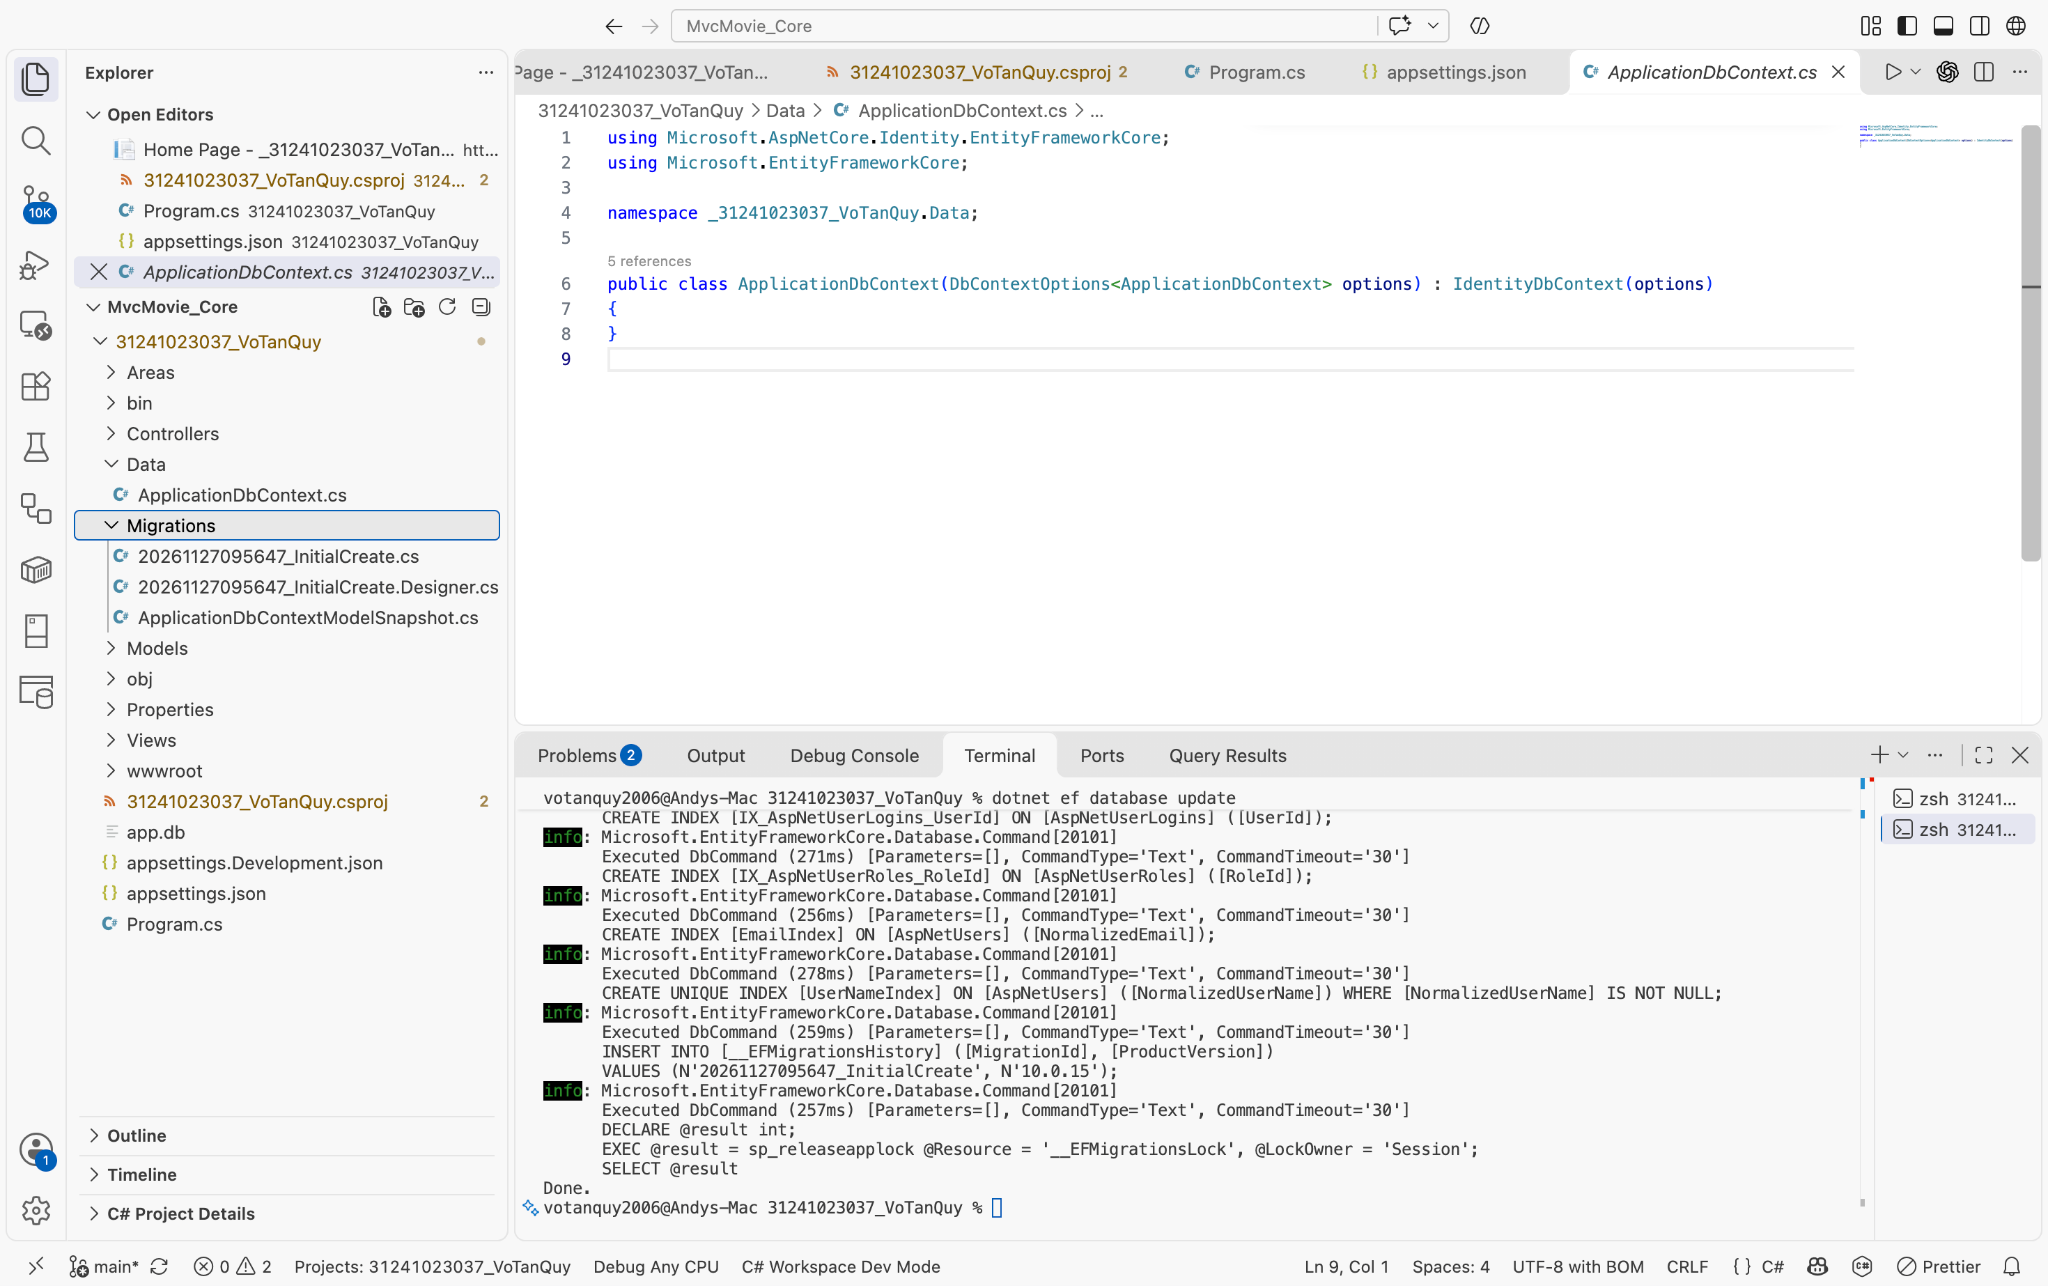 MvcMovie_Core
Explorer
Open Editors
Home Page - _31241023037_VoTan... htt...
31241023037_VoTanQuy.csproj 3124... 2
Program.cs 31241023037_VoTanQuy
appsettings.json 31241023037_VoTanQuy
ApplicationDbContext.cs 31241023037_V...
MvcMovie_Core
31241023037_VoTanQuy
Areas
bin
Controllers
Data
ApplicationDbContext.cs
Migrations
20261127095647_InitialCreate.cs
20261127095647_InitialCreate.Designer.cs
ApplicationDbContextModelSnapshot.cs
Models
obj
Properties
Views
wwwroot
31241023037_VoTanQuy.csproj 2
app.db
appsettings.Development.json
appsettings.json
Program.cs
Outline
Timeline
C# Project Details
10K
1
Page - _31241023037_VoTan... 31241023037_VoTanQuy.csproj 2 Program.cs appsettings.json ApplicationDbContext.cs
31241023037_VoTanQuy > Data > ApplicationDbContext.cs > ...
1 using Microsoft.AspNetCore.Identity.EntityFrameworkCore;
2 using Microsoft.EntityFrameworkCore;
3
4 namespace _31241023037_VoTanQuy.Data;
5
5 references
6 public class ApplicationDbContext(DbContextOptions<ApplicationDbContext> options) : IdentityDbContext(options)
7 {
8 }
9
Problems 2 Output Debug Console Terminal Ports Query Results
votanquy2006@Andys-Mac 31241023037_VoTanQuy % dotnet ef database update
CREATE INDEX [IX_AspNetUserLogins_UserId] ON [AspNetUserLogins] ([UserId]);
info: Microsoft.EntityFrameworkCore.Database.Command[20101]
Executed DbCommand (271ms) [Parameters=[], CommandType='Text', CommandTimeout='30']
CREATE INDEX [IX_AspNetUserRoles_RoleId] ON [AspNetUserRoles] ([RoleId]);
info: Microsoft.EntityFrameworkCore.Database.Command[20101]
Executed DbCommand (256ms) [Parameters=[], CommandType='Text', CommandTimeout='30']
CREATE INDEX [EmailIndex] ON [AspNetUsers] ([NormalizedEmail]);
info: Microsoft.EntityFrameworkCore.Database.Command[20101]
Executed DbCommand (278ms) [Parameters=[], CommandType='Text', CommandTimeout='30']
CREATE UNIQUE INDEX [UserNameIndex] ON [AspNetUsers] ([NormalizedUserName]) WHERE [NormalizedUserName] IS NOT NULL;
info: Microsoft.EntityFrameworkCore.Database.Command[20101]
Executed DbCommand (259ms) [Parameters=[], CommandType='Text', CommandTimeout='30']
INSERT INTO [__EFMigrationsHistory] ([MigrationId], [ProductVersion])
VALUES (N'20261127095647_InitialCreate', N'10.0.15');
info: Microsoft.EntityFrameworkCore.Database.Command[20101]
Executed DbCommand (257ms) [Parameters=[], CommandType='Text', CommandTimeout='30']
DECLARE @result int;
EXEC @result = sp_releaseapplock @Resource = '__EFMigrationsLock', @LockOwner = 'Session';
SELECT @result
Done.
votanquy2006@Andys-Mac 31241023037_VoTanQuy %
zsh 31241...
zsh 31241...
main* 0 2 Projects: 31241023037_VoTanQuy Debug Any CPU C# Workspace Dev Mode Ln 9, Col 1 Spaces: 4 UTF-8 with BOM CRLF { } C# Prettier